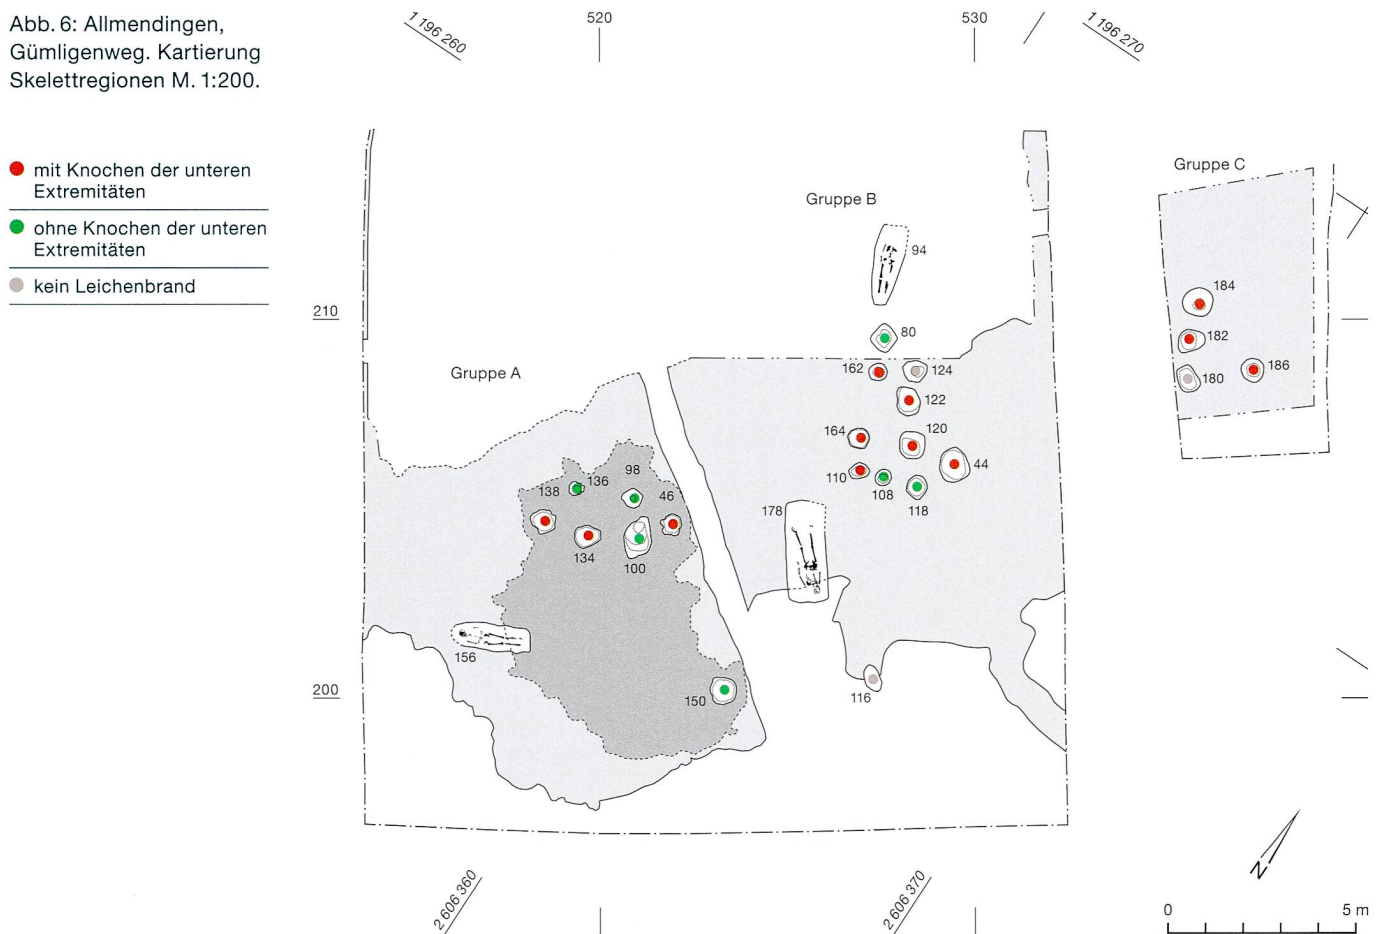 Abb. 6: Allmendingen,
Gümligenweg. Kartierung
Skelettregionen M. 1:200.
mit Knochen der unteren
Extremitäten
ohne Knochen der unteren
Extremitäten
kein Leichenbrand
1 196 260
520
530
1 196 270
Gruppe C
Gruppe B
94
184
210
80
182
162
124
180
186
Gruppe A
122
164
120
98
44
138
136
46
110
108
118
178
134
100
156
200
150
116
2 606 360
2 606 370
N
0
5 m